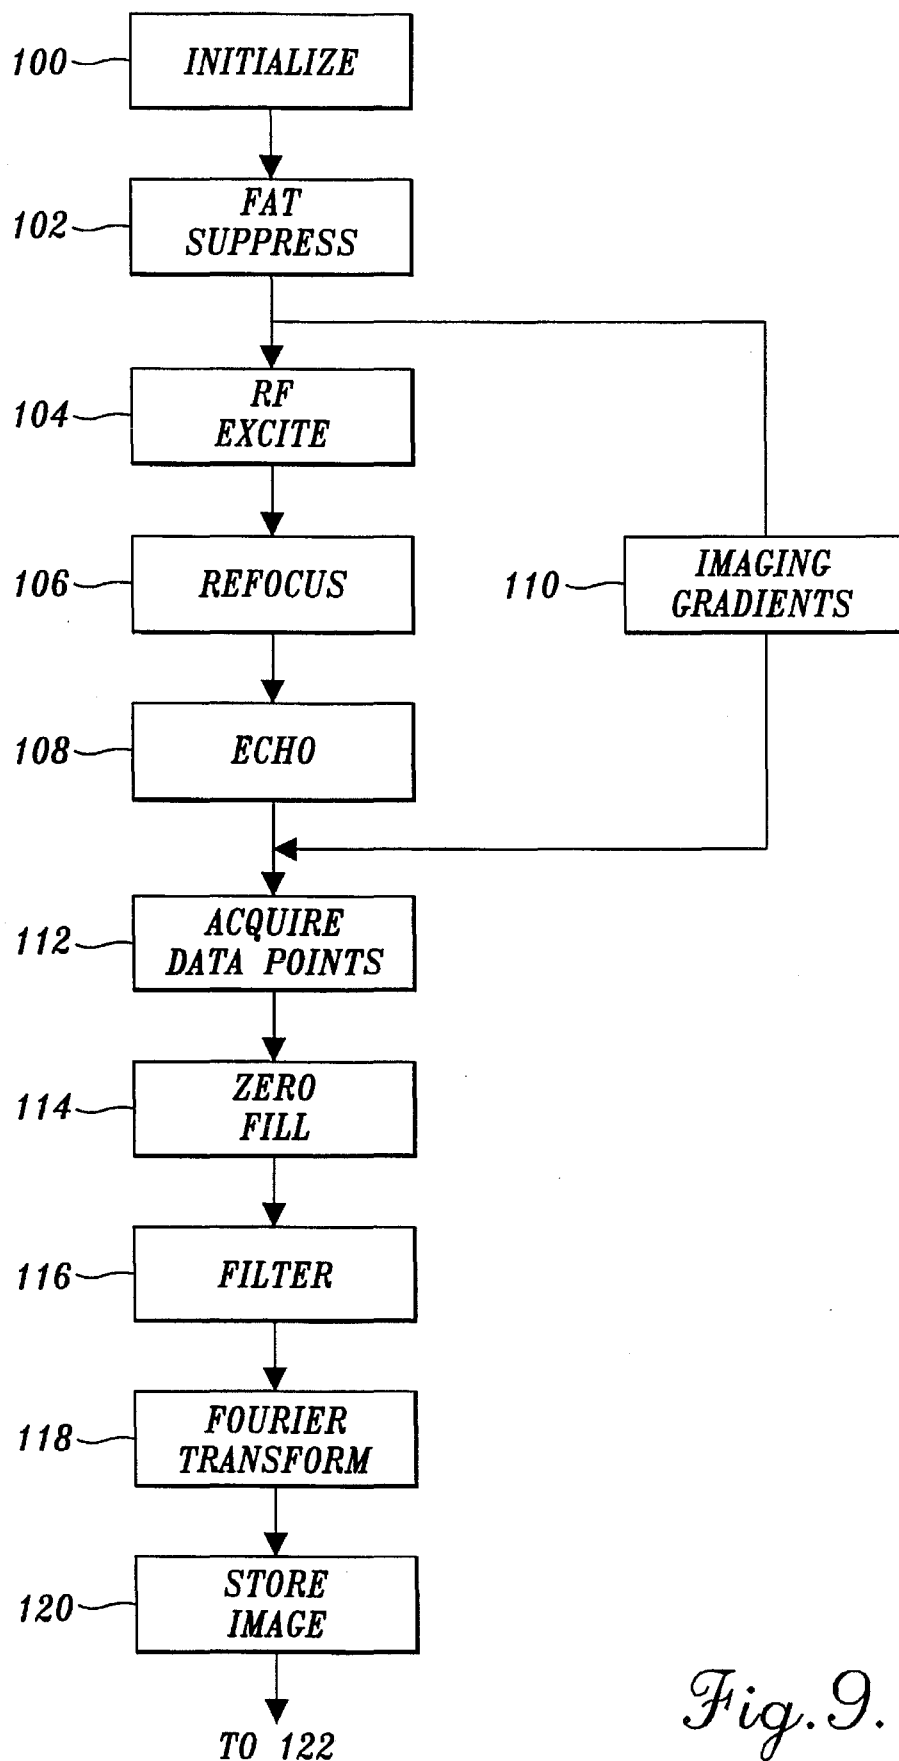 100
INITIALIZE
102
FAT
SUPPRESS
104
RF
EXCITE
106
REFOCUS
110
IMAGING
GRADIENTS
108
ECHO
112
ACQUIRE
DATA POINTS
114
ZERO
FILL
116
FILTER
118
FOURIER
TRANSFORM
120
STORE
IMAGE
TO 122
Fig.9.